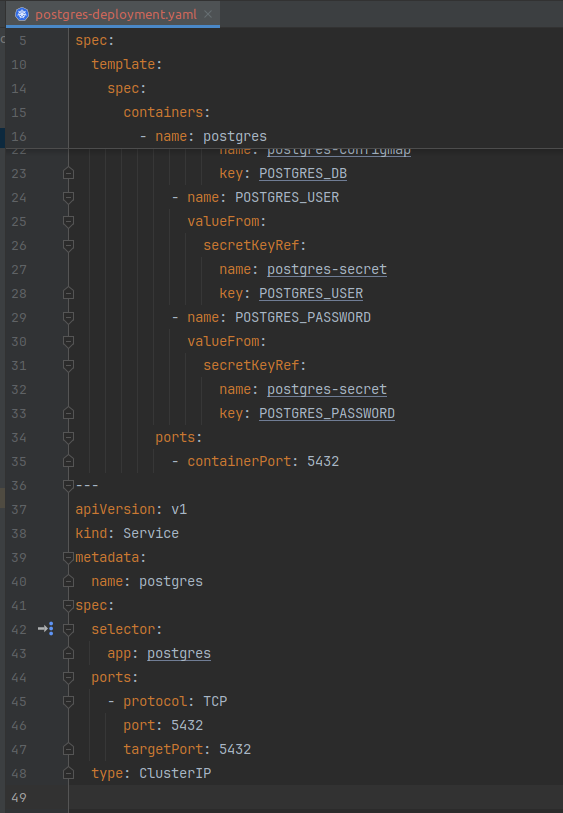 postgres-deployment.yaml
5 spec:
10 template:
14 spec:
15 containers:
16 - name: postgres
22 name: postgres-configmap
23 key: POSTGRES_DB
24 - name: POSTGRES_USER
25 valueFrom:
26 secretKeyRef:
27 name: postgres-secret
28 key: POSTGRES_USER
29 - name: POSTGRES_PASSWORD
30 valueFrom:
31 secretKeyRef:
32 name: postgres-secret
33 key: POSTGRES_PASSWORD
34 ports:
35 - containerPort: 5432
36 ---
37 apiVersion: v1
38 kind: Service
39 metadata:
40 name: postgres
41 spec:
42 selector:
43 app: postgres
44 ports:
45 - protocol: TCP
46 port: 5432
47 targetPort: 5432
48 type: ClusterIP
49